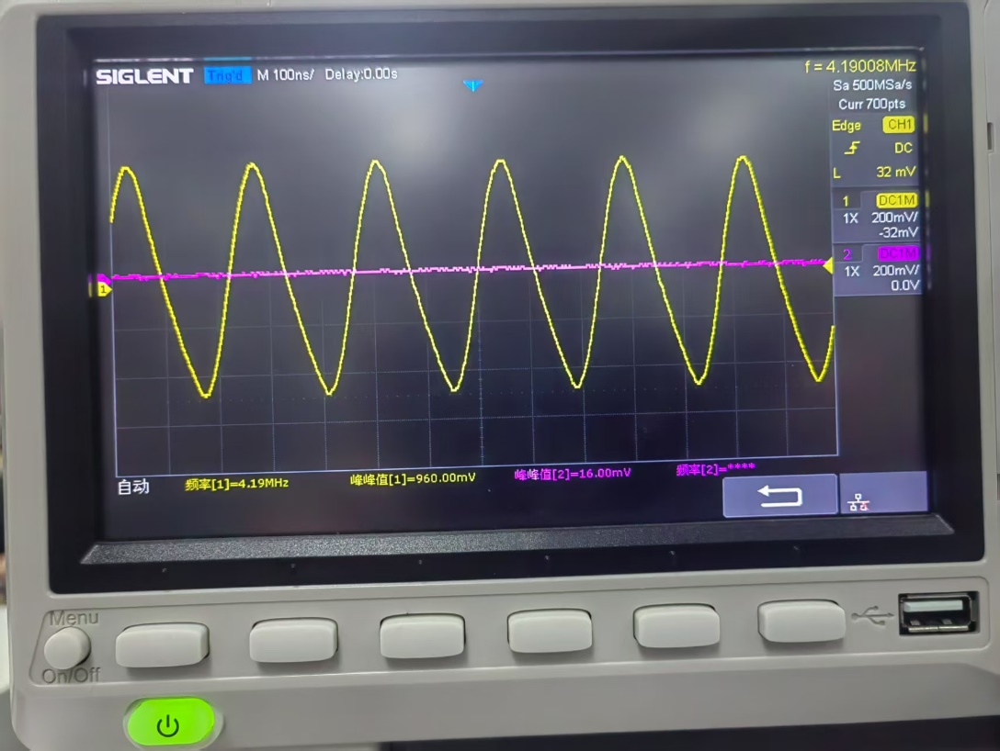 SIGLENT Trig'd M 100ns/ Delay:0.00s
f = 4.19008MHz
Sa 500MSa/s
Curr 700pts
Edge CH1
DC
L 32 mV
1 DC1M
1X 200mV/
-32mV
2 DC1M
1X 200mV/
0.0V
1
自动 频率[1]=4.19MHz 峰峰值[1]=960.00mV 峰峰值[2]=16.00mV 频率[2]=****
Menu
On/Off